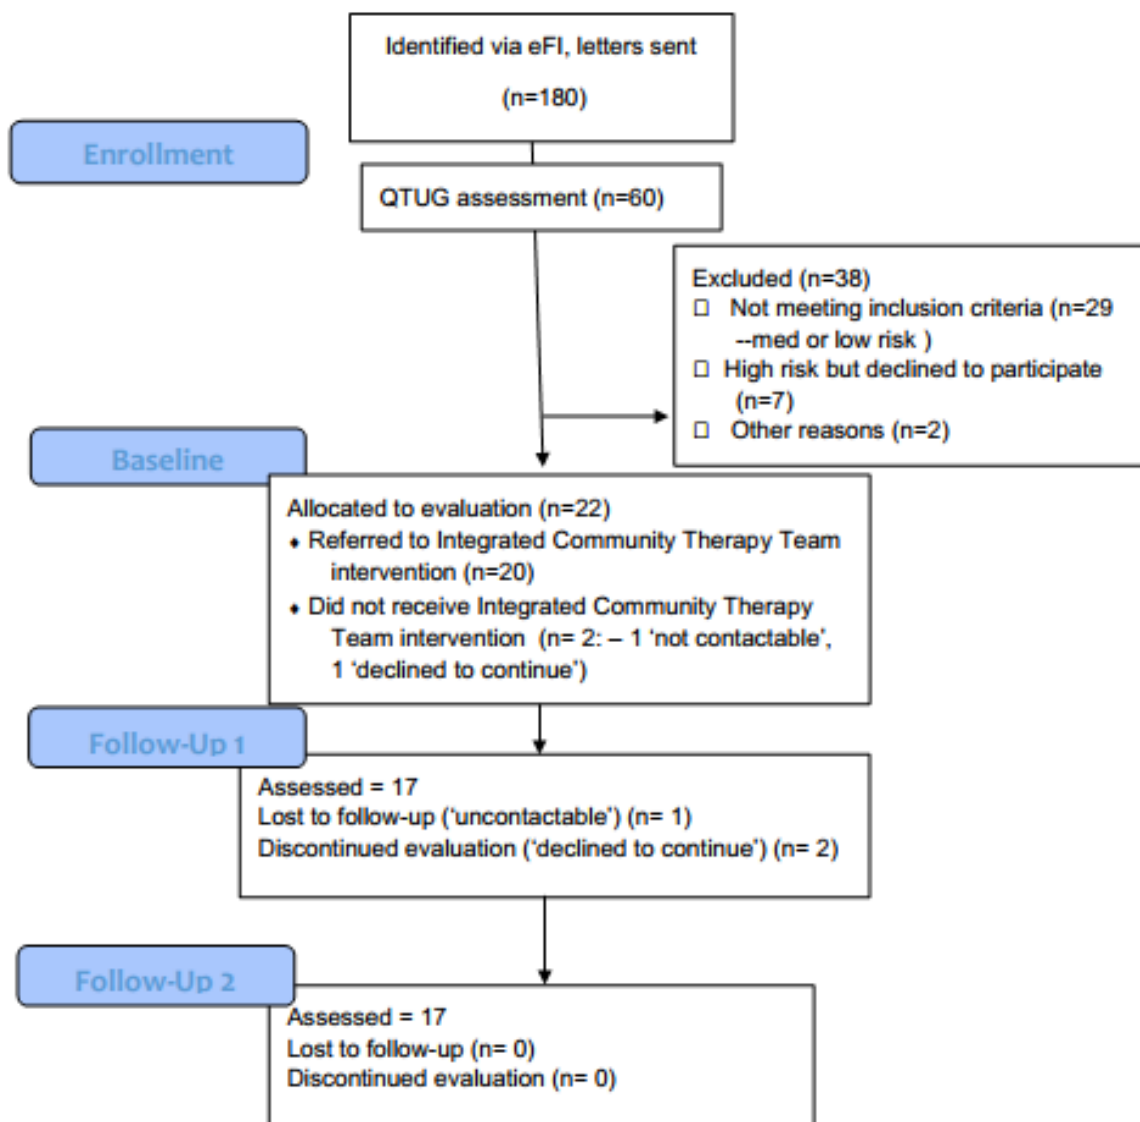 Identified via eFI, letters sent
(n=180)
Enrollment
QTUG assessment (n=60)
Excluded (n=38)
□ Not meeting inclusion criteria (n=29
--med or low risk )
□ High risk but declined to participate
(n=7)
□ Other reasons (n=2)
Baseline
Allocated to evaluation (n=22)
♦ Referred to Integrated Community Therapy Team
intervention (n=20)
♦ Did not receive Integrated Community Therapy
Team intervention (n= 2: – 1 ‘not contactable’,
1 ‘declined to continue’)
Follow-Up 1
Assessed = 17
Lost to follow-up (‘uncontactable’) (n= 1)
Discontinued evaluation (‘declined to continue’) (n= 2)
Follow-Up 2
Assessed = 17
Lost to follow-up (n= 0)
Discontinued evaluation (n= 0)